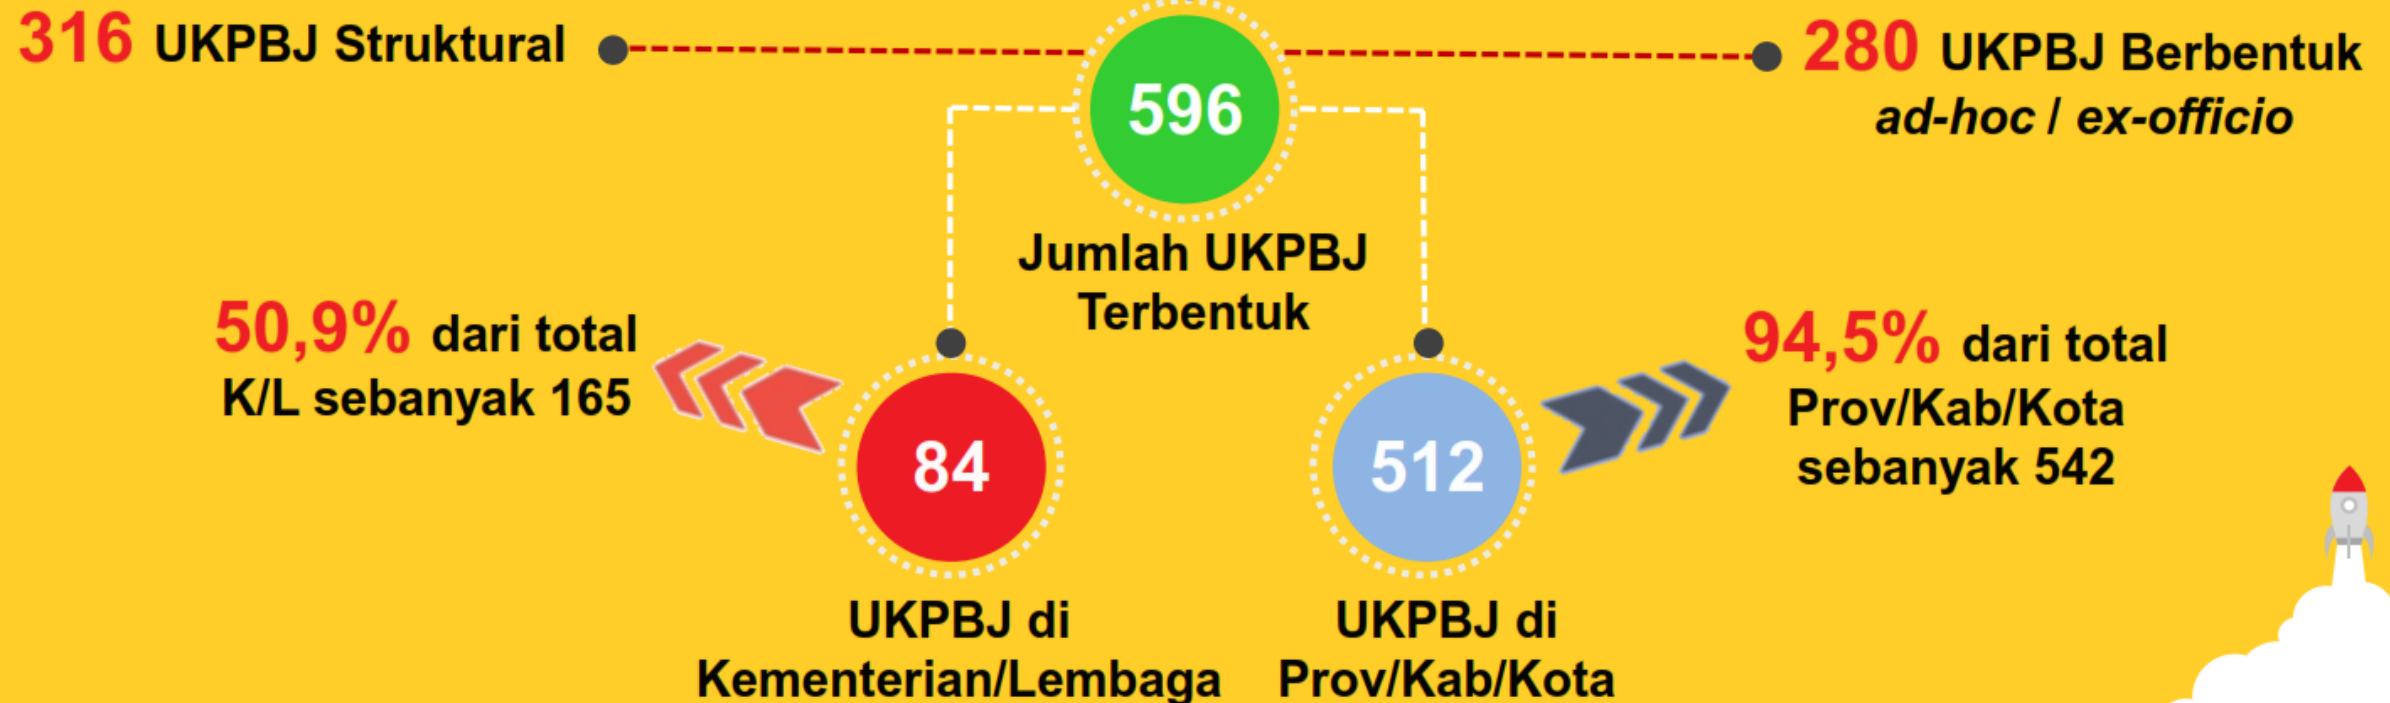 316 UKPBJ Struktural
596
280 UKPBJ Berbentuk
ad-hoc / ex-officio
Jumlah UKPBJ
Terbentuk
50,9% dari total
K/L sebanyak 165
94,5% dari total
Prov/Kab/Kota
sebanyak 542
84
UKPBJ di
Kementerian/Lembaga
512
UKPBJ di
Prov/Kab/Kota